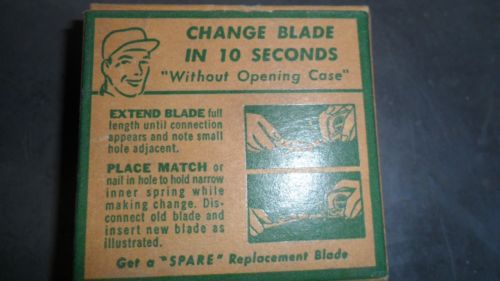 CHANGE BLADE
IN 10 SECONDS
"Without Opening Case"
EXTEND BLADE full
length until connection
appears and note small
hole adjacent.
PLACE MATCH or
nail in hole to hold narrow
inner spring while
making change. Dis-
connect old blade and
insert new blade as
illustrated.
Get a "SPARE" Replacement Blade